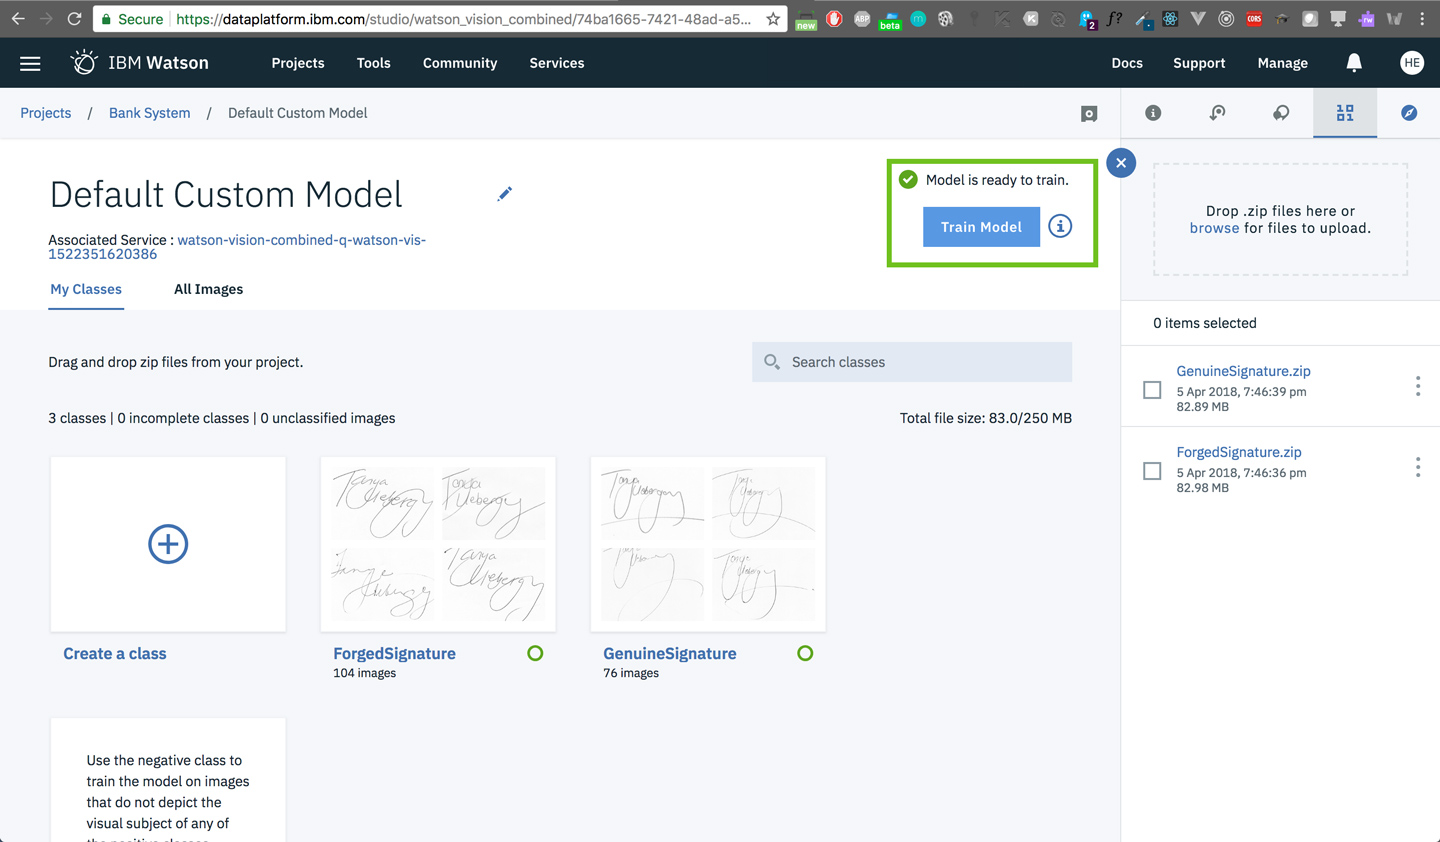 Secure
https://dataplatform.ibm.com/studio/watson_vision_combined/74ba1665-7421-48ad-a5...
new
ABP
beta
2
f?
CORS
rw
IBM Watson
Projects
Tools
Community
Services
Docs
Support
Manage
HE
Projects / Bank System / Default Custom Model
Default Custom Model
Model is ready to train.
Train Model
Associated Service : watson-vision-combined-q-watson-vis-
1522351620386
My Classes
All Images
Drop .zip files here or
browse for files to upload.
0 items selected
GenuineSignature.zip
5 Apr 2018, 7:46:39 pm
82.89 MB
ForgedSignature.zip
5 Apr 2018, 7:46:36 pm
82.98 MB
Drag and drop zip files from your project.
Search classes
3 classes | 0 incomplete classes | 0 unclassified images
Total file size: 83.0/250 MB
Create a class
ForgedSignature
104 images
GenuineSignature
76 images
Use the negative class to
train the model on images
that do not depict the
visual subject of any of